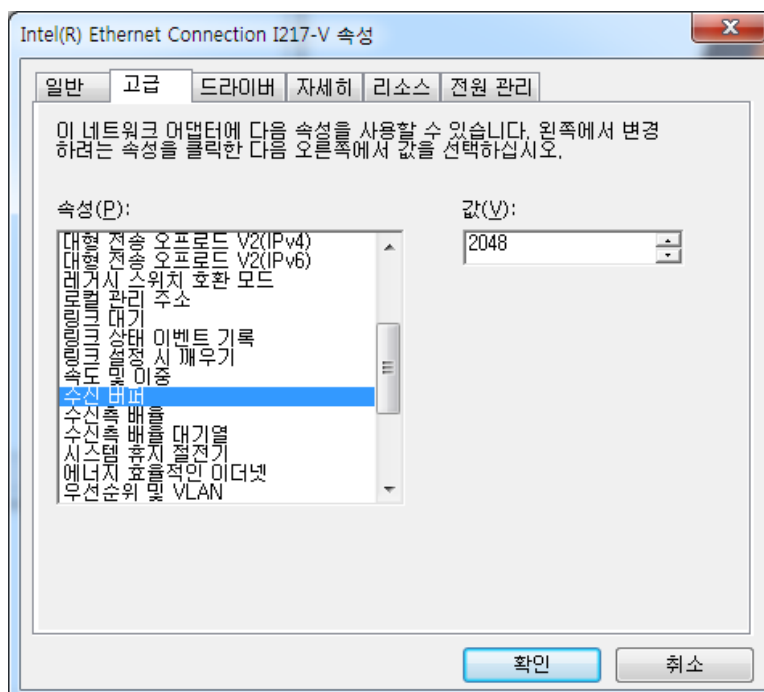 Intel(R) Ethernet Connection I217-V 속성
일반 고급 드라이버 자세히 리소스 전원 관리
이 네트워크 어댑터에 다음 속성을 사용할 수 있습니다. 왼쪽에서 변경
하려는 속성을 클릭한 다음 오른쪽에서 값을 선택하십시오.
속성(P): 값(V):
대형 전송 오프로드 V2(IPv4) 2048
대형 전송 오프로드 V2(IPv6)
레거시 스위치 호환 모드
로컬 관리 주소
링크 대기
링크 상태 이벤트 기록
링크 설정 시 깨우기
속도 및 이중
수신 버퍼
수신측 배율
수신측 배율 대기열
시스템 휴지 절전기
에너지 효율적인 이더넷
우선순위 및 VLAN
확인 취소